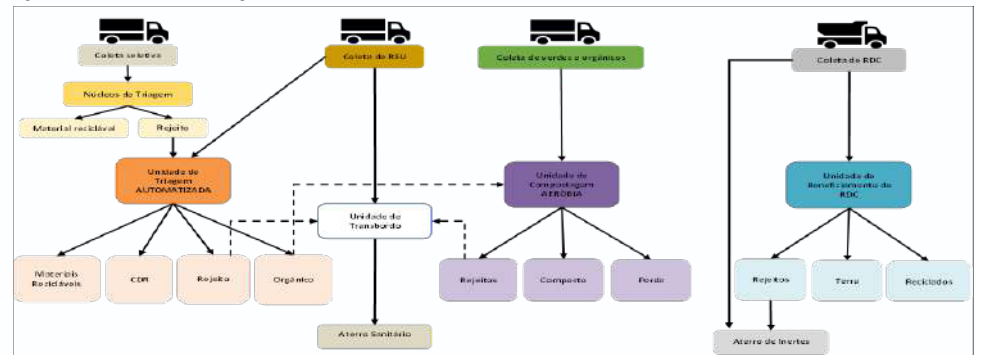 Coleta seletiva
Coleta de RSU
Coleta de verdes e orgânicos
Coleta de RDC
Núcleos de Triagem
Material reciclável
Rejeito
Unidade de
Triagem
AUTOMATIZADA
Unidade de
Compostagem
AERÓBIA
Unidade de
Beneficiamento de
RDC
Unidade de
Transbordo
Materiais
Recicláveis
CDR
Rejeito
Orgânico
Rejeitos
Composto
Perda
Rejeitos
Terra
Reciclados
Aterro Sanitário
Aterro de Inertes